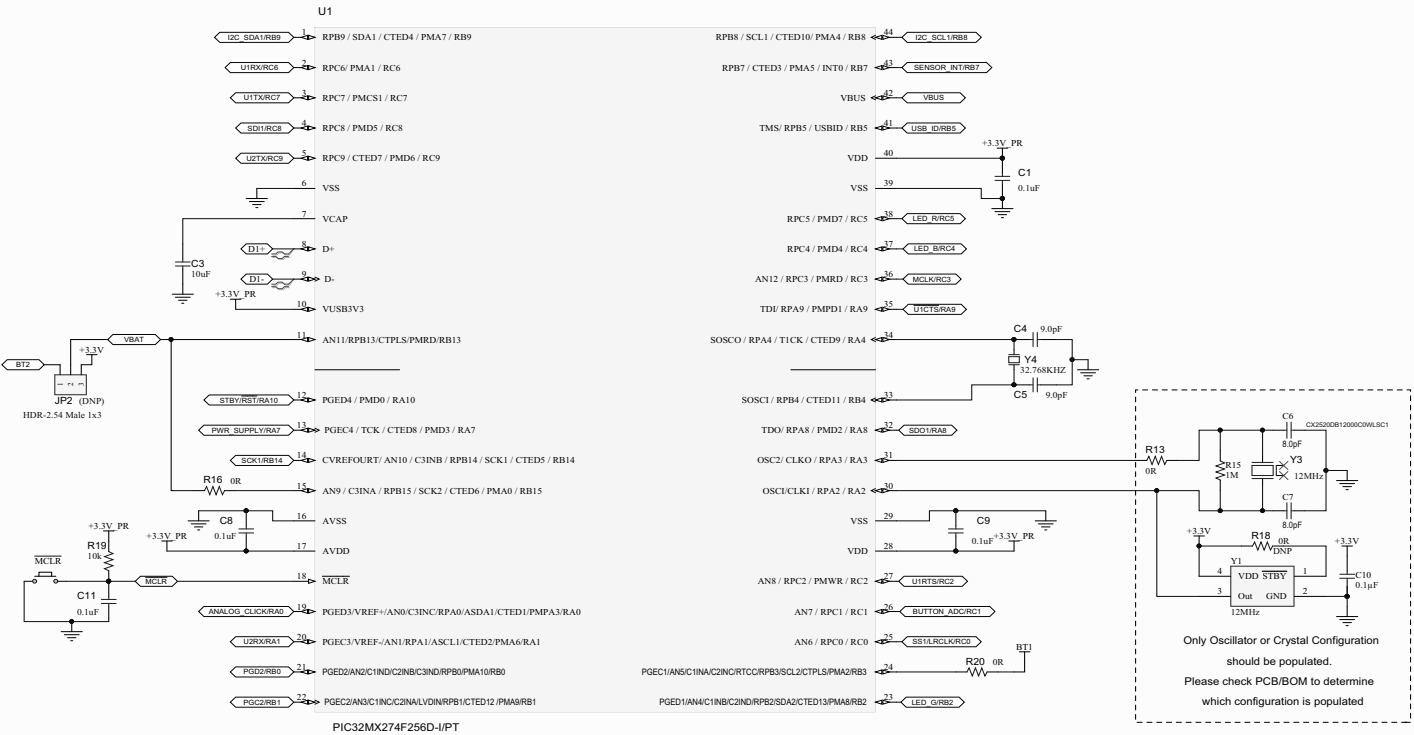 U1
I2C_SDA1/RB9 1 RPB9 / SDA1 / CTED4 / PMA7 / RB9
U1RX/RC6 2 RPC6/ PMA1 / RC6
U1TX/RC7 3 RPC7 / PMCS1 / RC7
SDI1/RC8 4 RPC8 / PMD5 / RC8
U2TX/RC9 5 RPC9 / CTED7 / PMD6 / RC9
6 VSS
7 VCAP
C3
10uF
D1+ 8 D+
D1- 9 D-
+3.3V_PR
10 VUSB3V3
VBAT 11 AN11/RPB13/CTPLS/PMRD/RB13
+3.3V
BT2
1 2 3
JP2 (DNP)
HDR-2.54 Male 1x3
STBY/RST/RA10 12 PGED4 / PMD0 / RA10
PWR_SUPPLY/RA7 13 PGEC4 / TCK / CTED8 / PMD3 / RA7
SCK1/RB14 14 CVREFOURT/ AN10 / C3INB / RPB14 / SCK1 / CTED5 / RB14
R16 0R 15 AN9 / C3INA / RPB15 / SCK2 / CTED6 / PMA0 / RB15
16 AVSS
C8
0.1uF
+3.3V_PR
17 AVDD
+3.3V_PR
R19
10k
MCLR
MCLR 18 MCLR
C11
0.1uF
ANALOG_CLICK/RA0 19 PGED3/VREF+/AN0/C3INC/RPA0/ASDA1/CTED1/PMPA3/RA0
U2RX/RA1 20 PGEC3/VREF-/AN1/RPA1/ASCL1/CTED2/PMA6/RA1
PGD2/RB0 21 PGED2/AN2/C1IND/C2INB/C3IND/RPB0/PMA10/RB0
PGC2/RB1 22 PGEC2/AN3/C1INC/C2INA/LVDIN/RPB1/CTED12 /PMA9/RB1
PIC32MX274F256D-I/PT
RPB8 / SCL1 / CTED10/ PMA4 / RB8 44 I2C_SCL1/RB8
RPB7 / CTED3 / PMA5 / INT0 / RB7 43 SENSOR_INT/RB7
VBUS 42 VBUS
TMS/ RPB5 / USBID / RB5 41 USB_ID/RB5
+3.3V_PR
VDD 40
C1
0.1uF
VSS 39
RPC5 / PMD7 / RC5 38 LED_R/RC5
RPC4 / PMD4 / RC4 37 LED_B/RC4
AN12 / RPC3 / PMRD / RC3 36 MCLK/RC3
TDI/ RPA9 / PMPD1 / RA9 35 U1CTS/RA9
SOSCO / RPA4 / T1CK / CTED9 / RA4 34
C4 9.0pF
Y4
32.768KHZ
C5 9.0pF
SOSCI / RPB4 / CTED11 / RB4 33
TDO/ RPA8 / PMD2 / RA8 32 SDO1/RA8
OSC2/ CLKO / RPA3 / RA3 31
OSCI/CLKI / RPA2 / RA2 30
VSS 29
C9
0.1uF +3.3V_PR
VDD 28
AN8 / RPC2 / PMWR / RC2 27 U1RTS/RC2
AN7 / RPC1 / RC1 26 BUTTON_ADC/RC1
AN6 / RPC0 / RC0 25 SS1/LRCLK/RC0
BT1
PGEC1/AN5/C1INA/C2INC/RTCC/RPB3/SCL2/CTPLS/PMA2/RB3 24 R20 0R
PGED1/AN4/C1INB/C2IND/RPB2/SDA2/CTED13/PMA8/RB2 23 LED_G/RB2
R13
0R
C6
8.0pF
CX2520DB12000C0WLSC1
R15
1M
Y3
12MHz
C7
8.0pF
+3.3V
R18 0R
DNP
+3.3V
Y1
4 VDD STBY 1
3 Out GND 2
12MHz
C10
0.1µF
Only Oscillator or Crystal Configuration
should be populated.
Please check PCB/BOM to determine
which configuration is populated